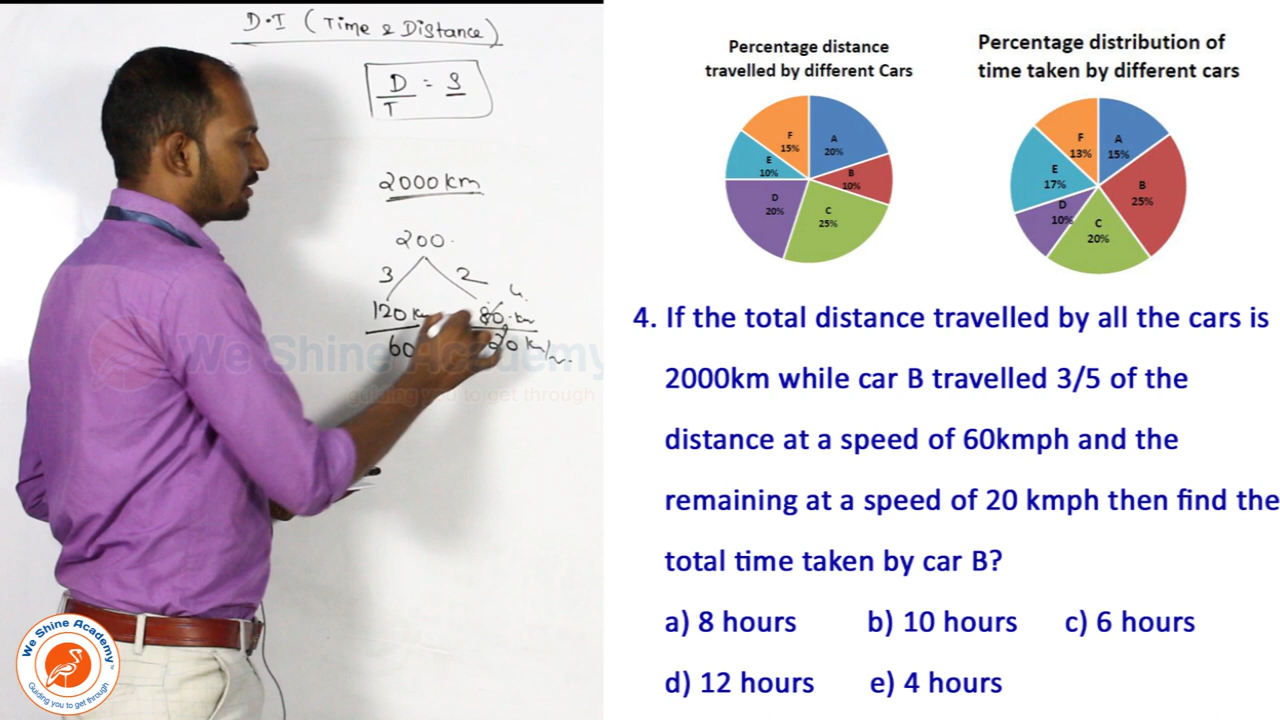 D.I (Time & Distance)
D/T = S
2000 km
200.
3 2
4
120 km 80 km
60 20 km/hr.
We Shine Academy
guiding you to get through
We Shine Academy
Guiding you to get through
Percentage distance
travelled by different Cars
A
20%
B
10%
C
25%
D
20%
E
10%
F
15%
Percentage distribution of
time taken by different cars
A
15%
B
25%
C
20%
D
10%
E
17%
F
13%
4. If the total distance travelled by all the cars is
2000km while car B travelled 3/5 of the
distance at a speed of 60kmph and the
remaining at a speed of 20 kmph then find the
total time taken by car B?
a) 8 hours b) 10 hours c) 6 hours
d) 12 hours e) 4 hours